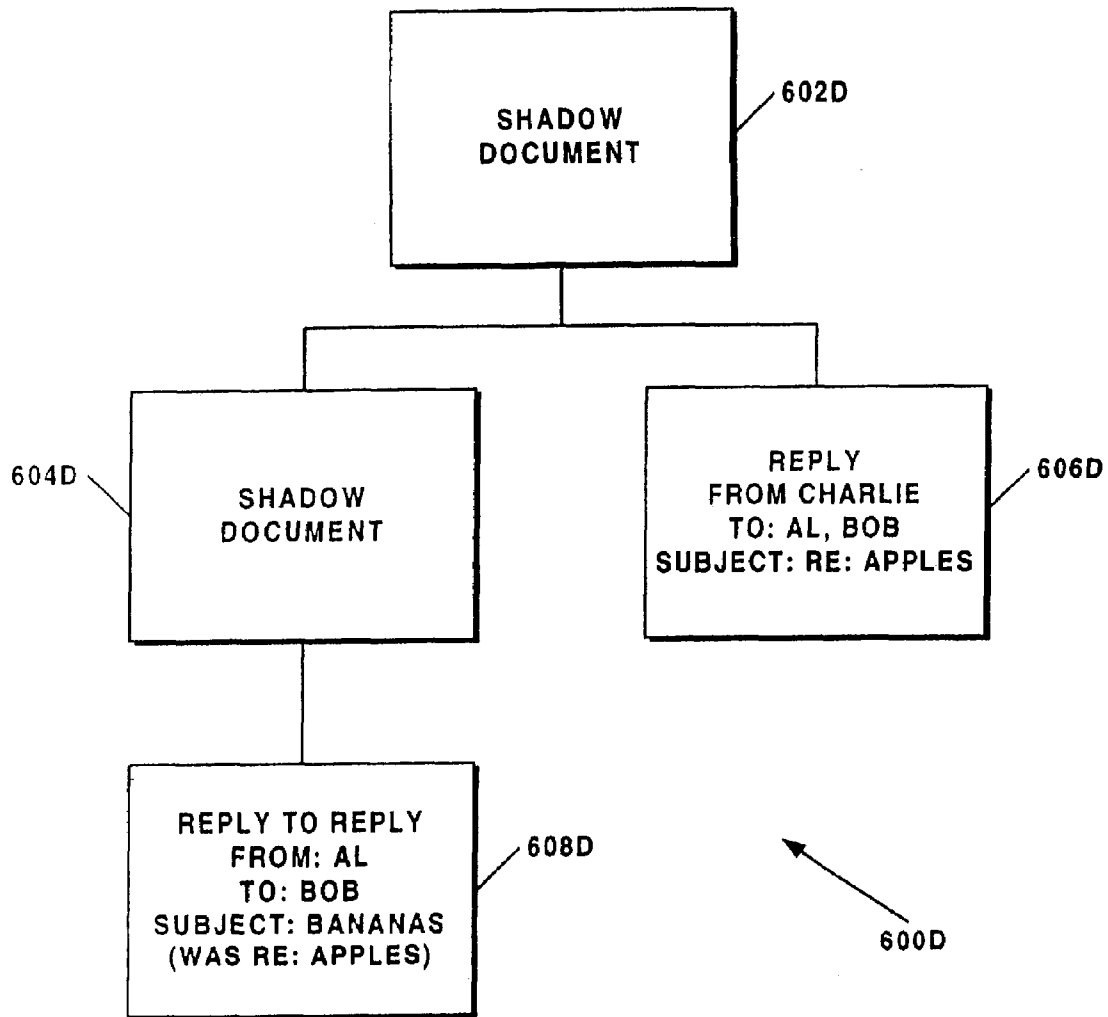 SHADOW
DOCUMENT
602D
604D
SHADOW
DOCUMENT
REPLY
FROM CHARLIE
TO: AL, BOB
SUBJECT: RE: APPLES
606D
REPLY TO REPLY
FROM: AL
TO: BOB
SUBJECT: BANANAS
(WAS RE: APPLES)
608D
600D